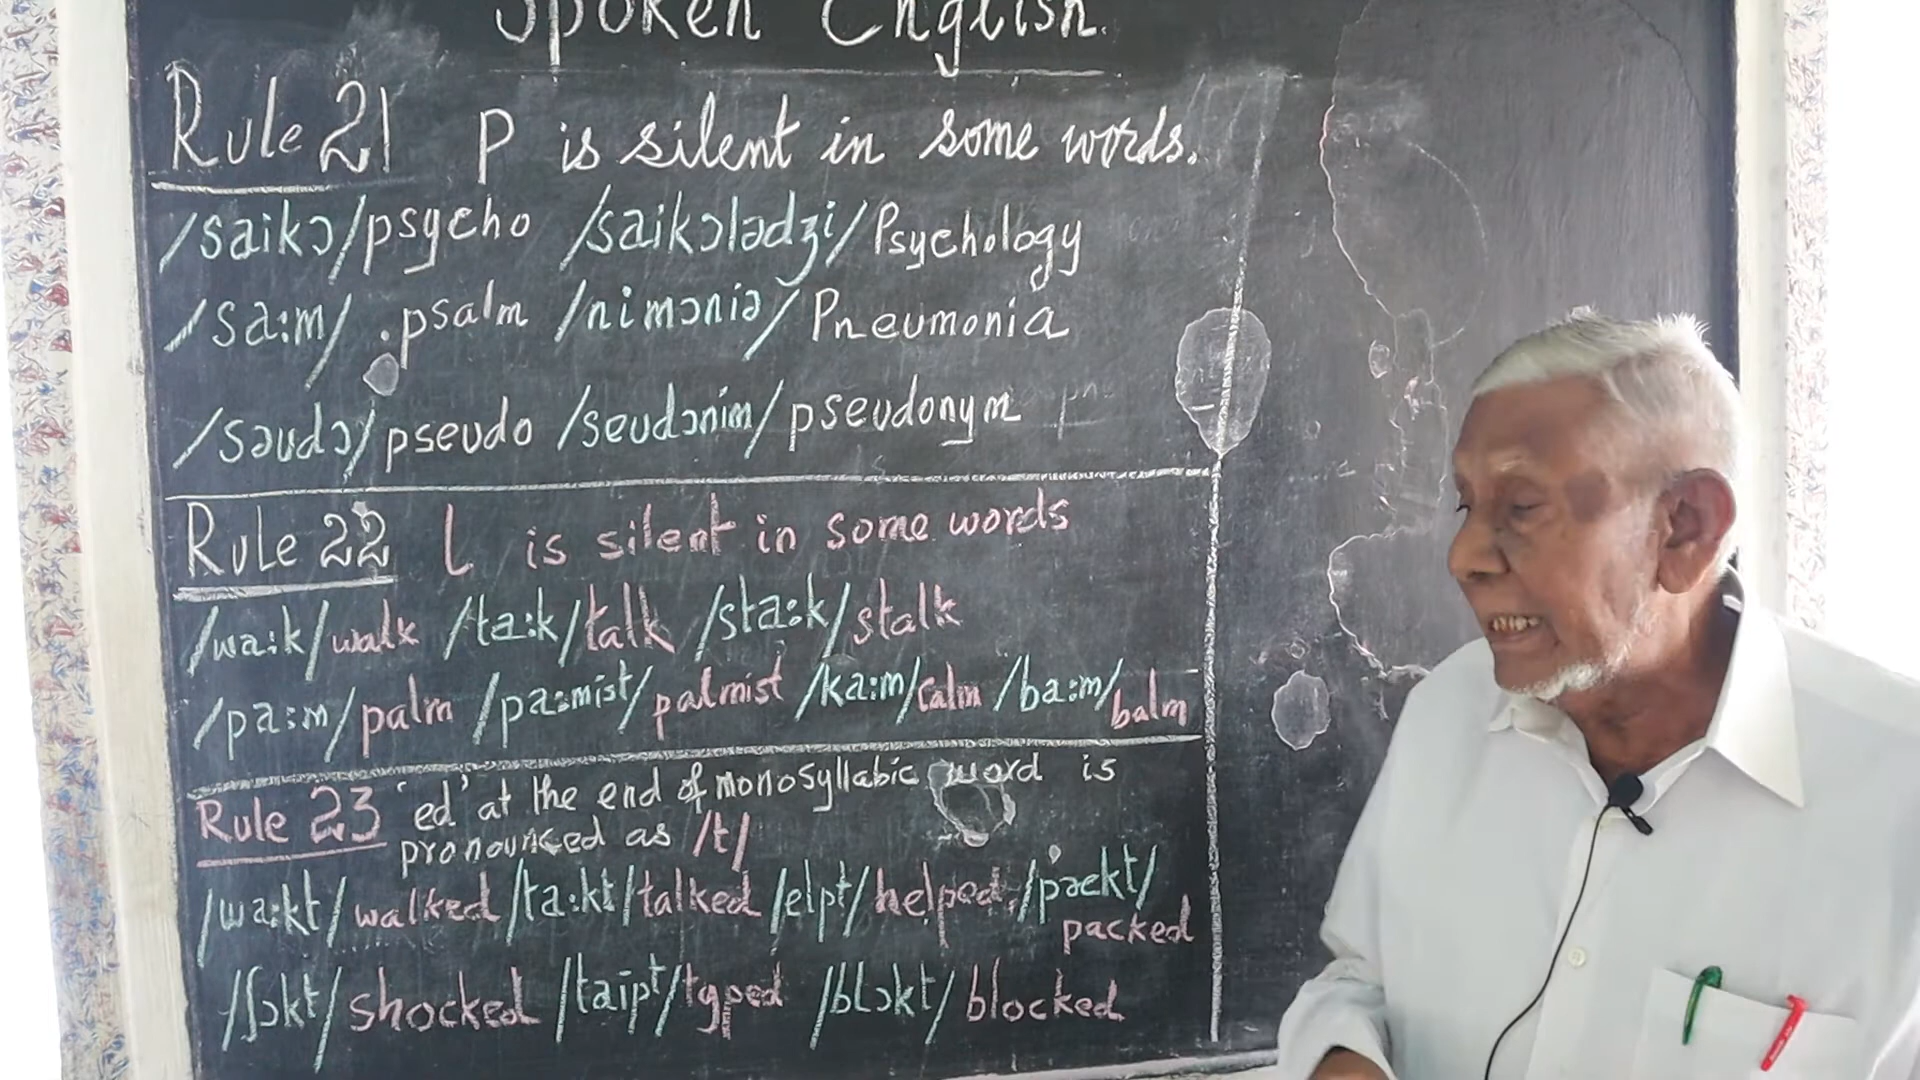 Spoken English.
Rule 21 P is silent in some words.
/saikɔ/ psycho /saikɔlədʒi/ Psychology
/sa:m/ .psalm /nimɔniə/ Pneumonia
/səudɔ/ pseudo /seudɔnim/ pseudonym
Rule 22 l is silent in some words
/wa:k/ walk /ta:k/ talk /sta:k/ stalk
/pa:m/ palm /pa:mist/ palmist /ka:m/ calm /ba:m/ balm
Rule 23 'ed' at the end of monosyllabic word is
pronounced as /t/
/wa:kt/ walked /ta:kt/ talked /elpt/ helped, /pækt/
packed
/ʃɔkt/ shocked /taipt/ typed /blɔkt/ blocked